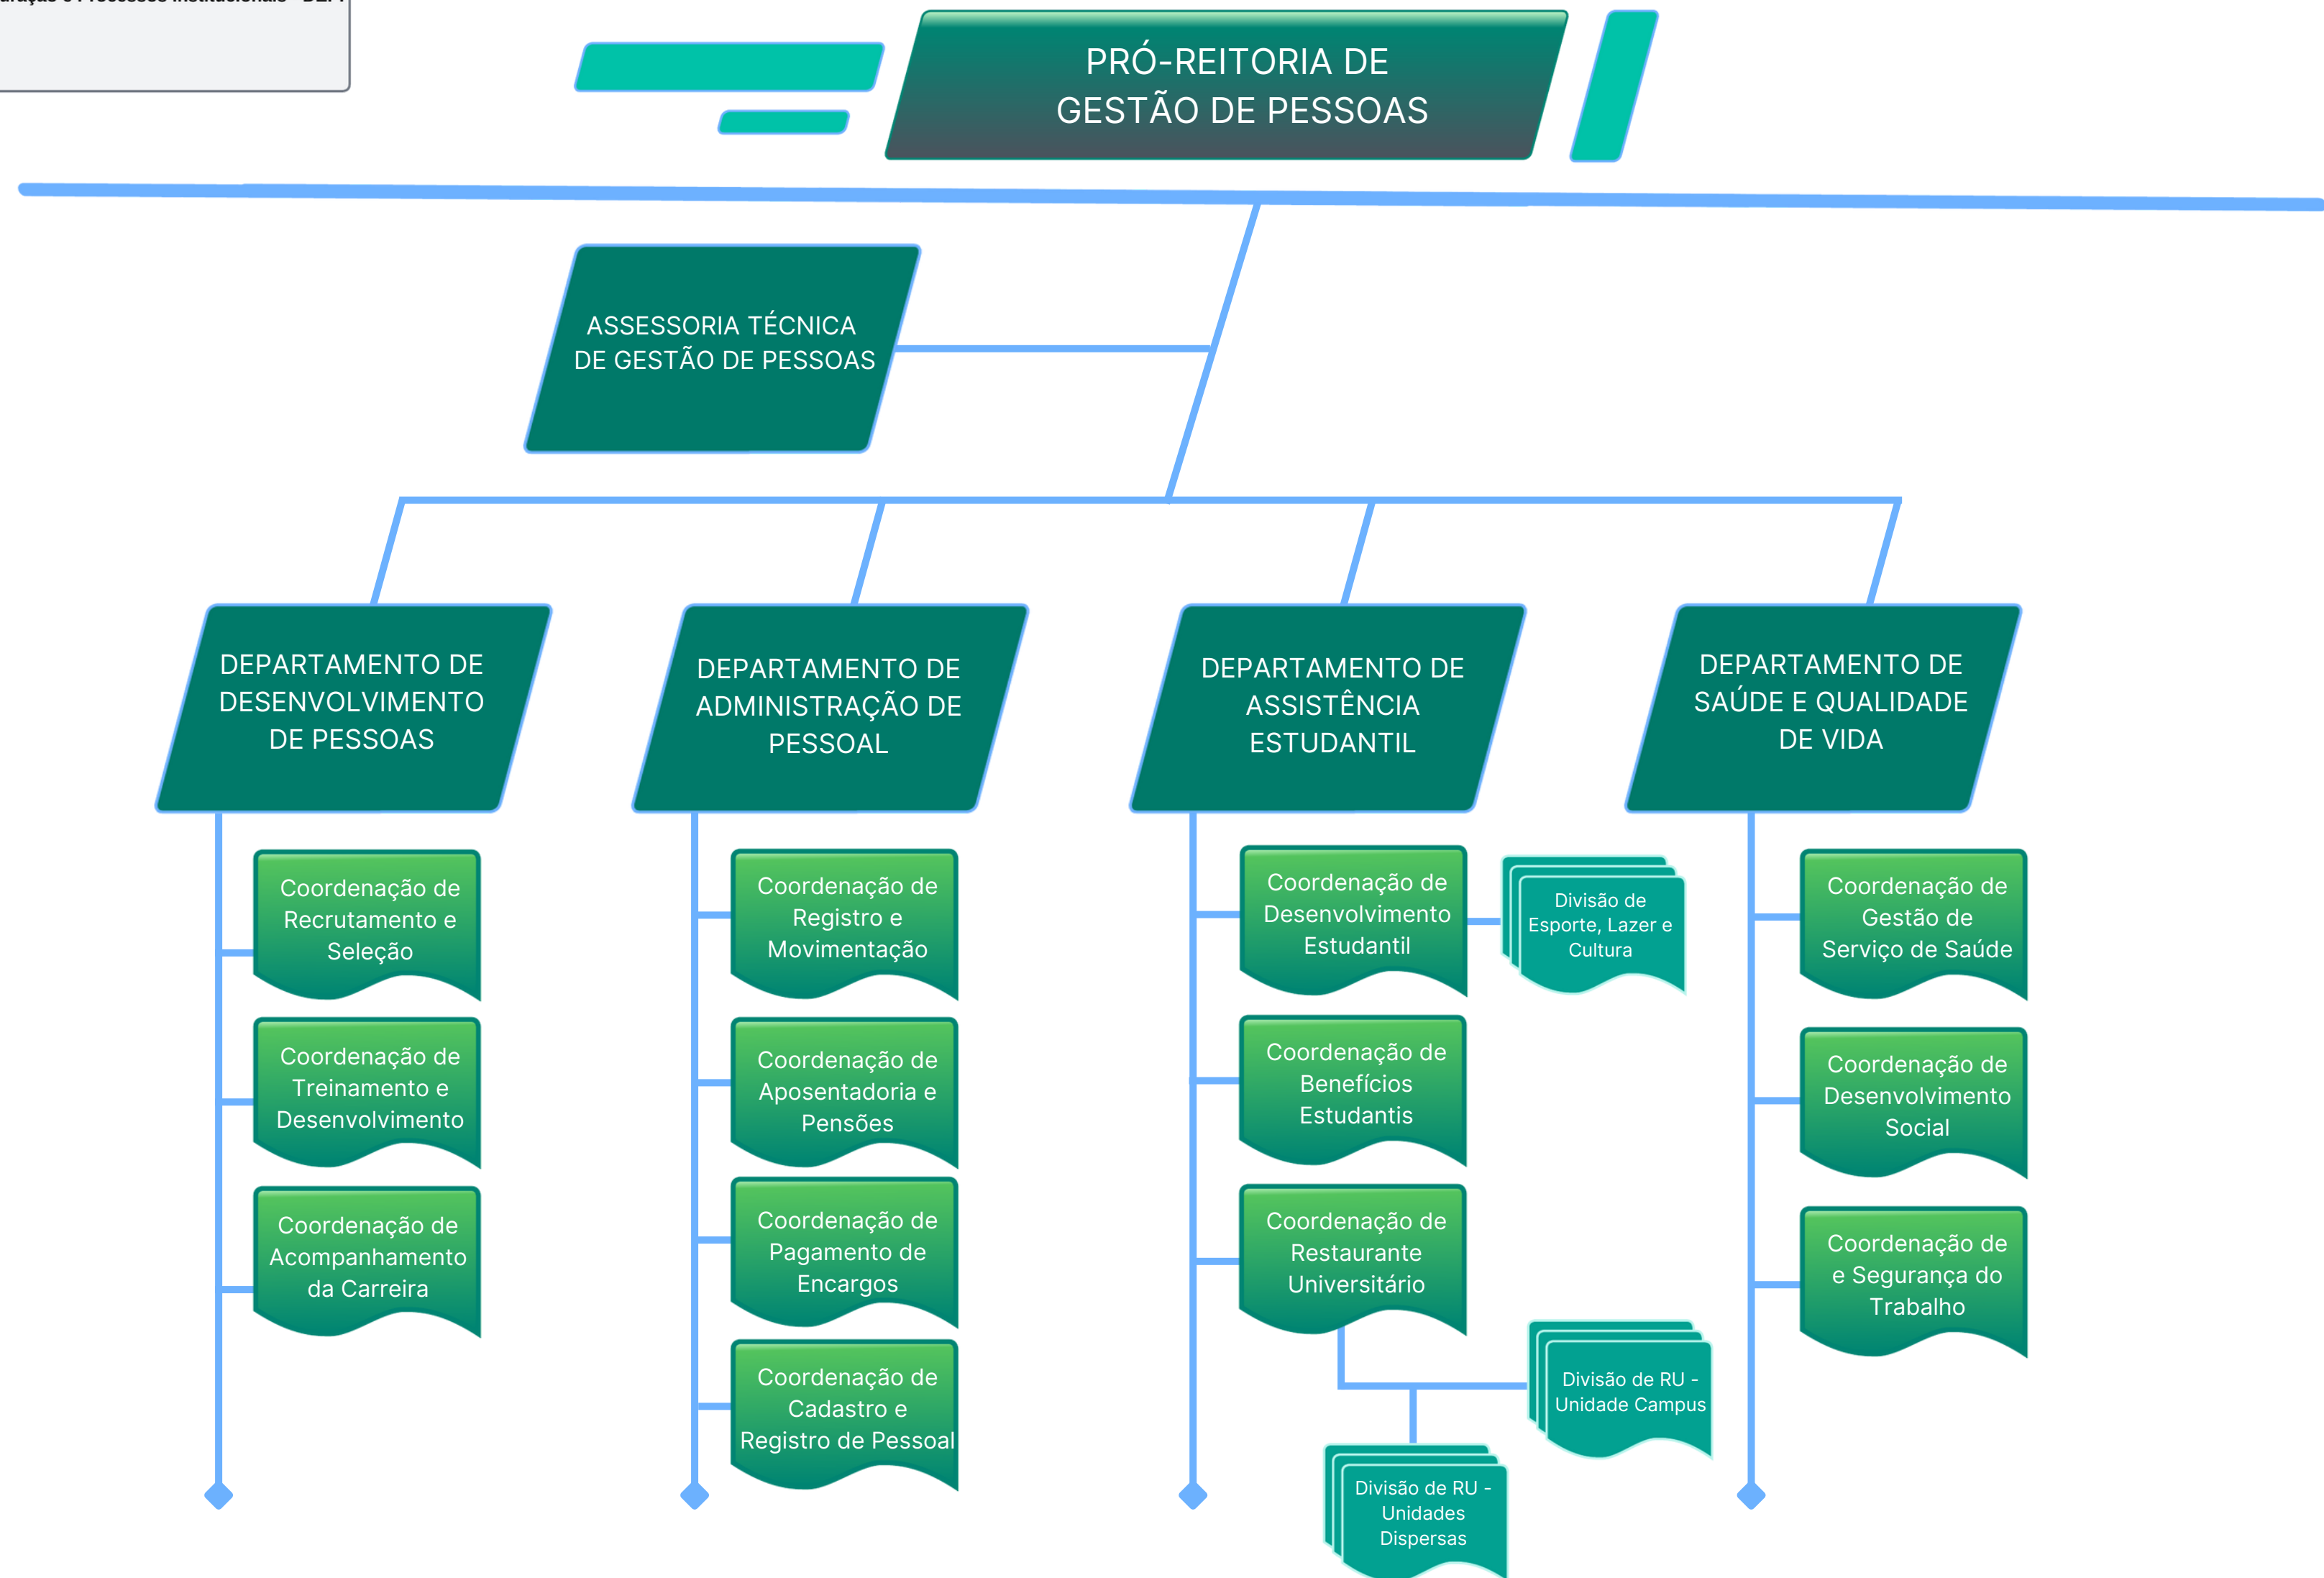 Processos Institucionais - DEPI
PRÓ-REITORIA DE
GESTÃO DE PESSOAS
ASSESSORIA TÉCNICA
DE GESTÃO DE PESSOAS
DEPARTAMENTO DE
DESENVOLVIMENTO
DE PESSOAS
DEPARTAMENTO DE
ADMINISTRAÇÃO DE
PESSOAL
DEPARTAMENTO DE
ASSISTÊNCIA
ESTUDANTIL
DEPARTAMENTO DE
SAÚDE E QUALIDADE
DE VIDA
Coordenação de
Recrutamento e
Seleção
Coordenação de
Treinamento e
Desenvolvimento
Coordenação de
Acompanhamento
da Carreira
Coordenação de
Registro e
Movimentação
Coordenação de
Aposentadoria e
Pensões
Coordenação de
Pagamento de
Encargos
Coordenação de
Cadastro e
Registro de Pessoal
Coordenação de
Desenvolvimento
Estudantil
Divisão de
Esporte, Lazer e
Cultura
Coordenação de
Benefícios
Estudantis
Coordenação de
Restaurante
Universitário
Divisão de RU -
Unidade Campus
Divisão de RU -
Unidades
Dispersas
Coordenação de
Gestão de
Serviço de Saúde
Coordenação de
Desenvolvimento
Social
Coordenação de
e Segurança do
Trabalho